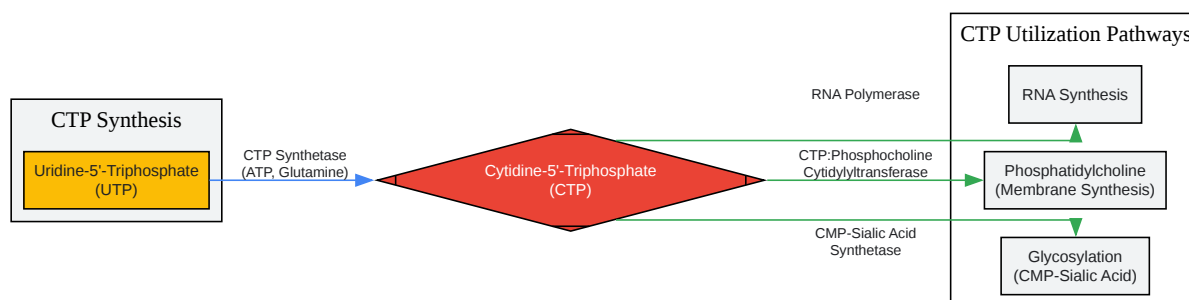 CTP Synthesis
Uridine-5'-Triphosphate
(UTP)
CTP Synthetase
(ATP, Glutamine)
Cytidine-5'-Triphosphate
(CTP)
RNA Polymerase
CTP:Phosphocholine
Cytidylyltransferase
CMP-Sialic Acid
Synthetase
CTP Utilization Pathways
RNA Synthesis
Phosphatidylcholine
(Membrane Synthesis)
Glycosylation
(CMP-Sialic Acid)